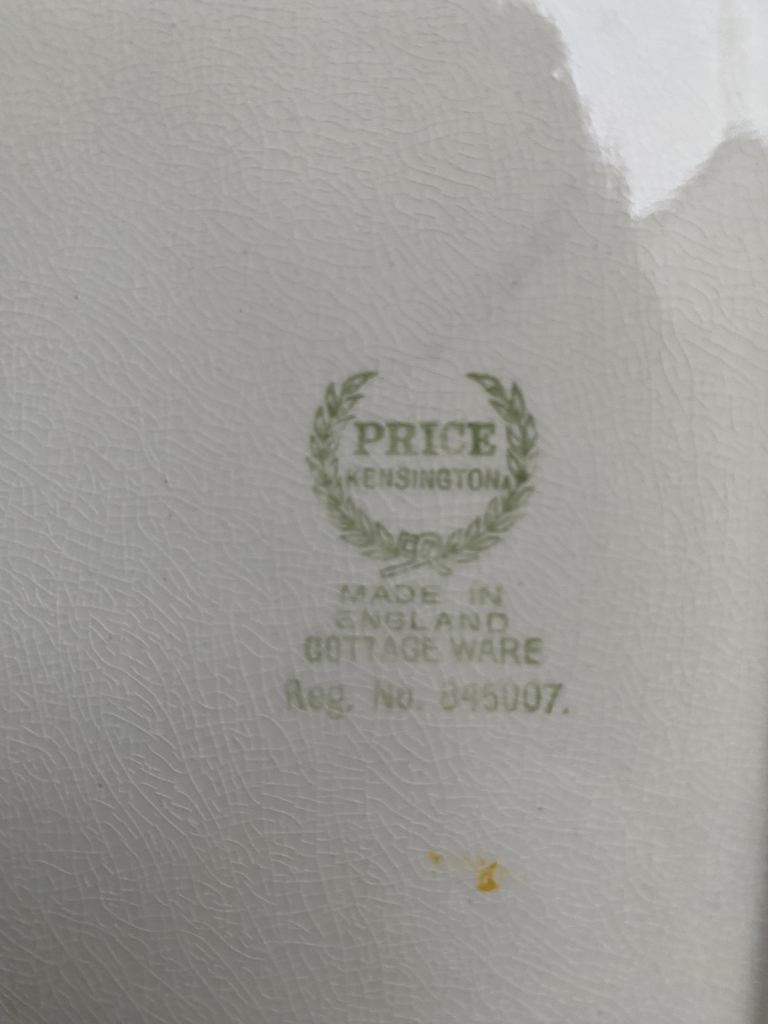 PRICE
KENSINGTON
MADE IN
ENGLAND
COTTAGE WARE
Reg. No. 845007.